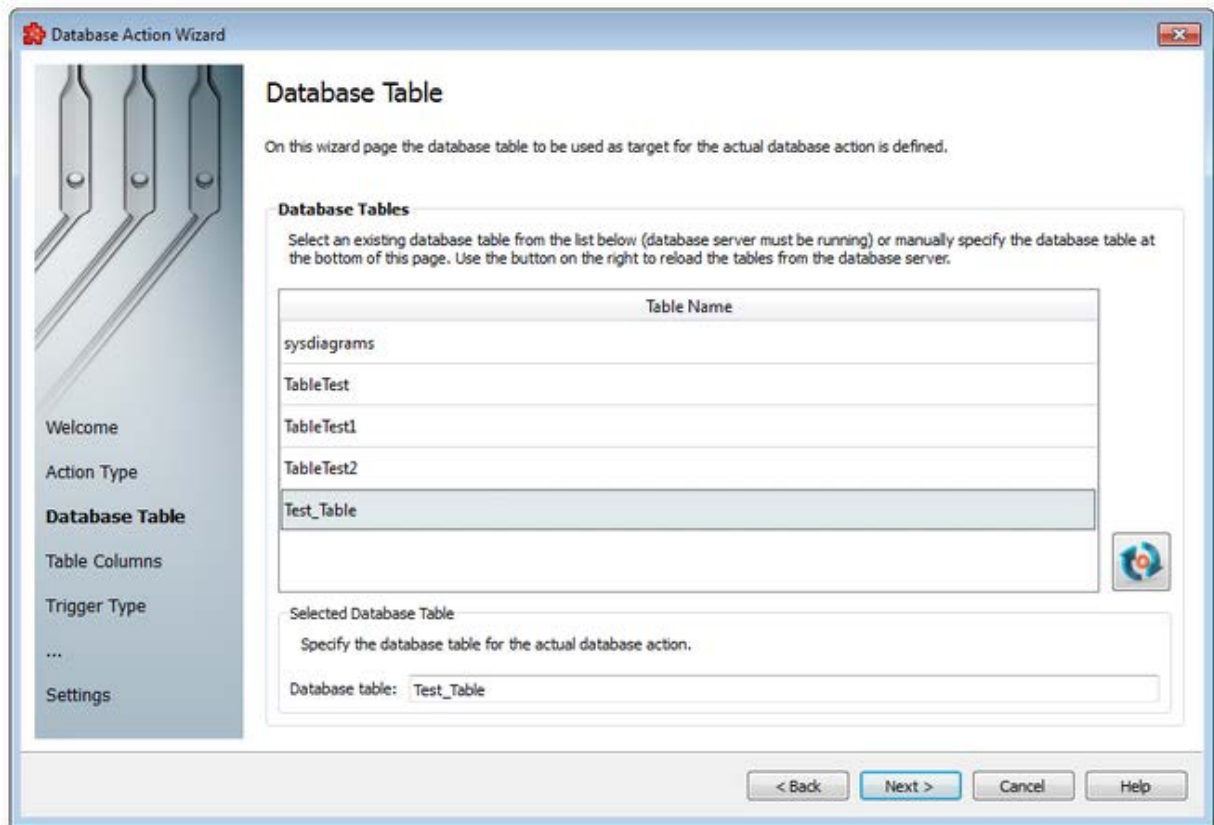 Database Action Wizard
Database Table
On this wizard page the database table to be used as target for the actual database action is defined.
Database Tables
Select an existing database table from the list below (database server must be running) or manually specify the database table at
the bottom of this page. Use the button on the right to reload the tables from the database server.
Table Name
sysdiagrams
TableTest
TableTest1
TableTest2
Test_Table
Selected Database Table
Specify the database table for the actual database action.
Database table: Test_Table
Welcome
Action Type
Database Table
Table Columns
Trigger Type
...
Settings
< Back Next > Cancel Help